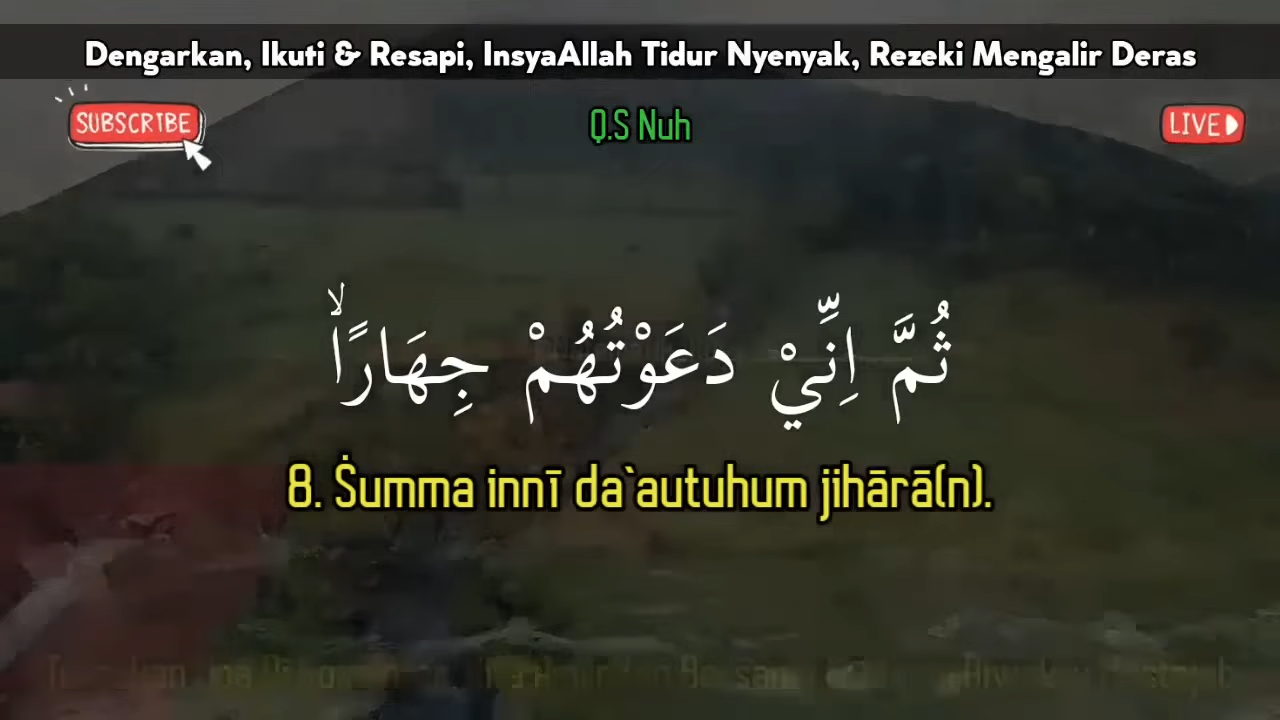 Dengarkan, Ikuti & Resapi, InsyaAllah Tidur Nyenyak, Rezeki Mengalir Deras
SUBSCRIBE
Q.S Nuh
LIVE
ثُمَّ اِنِّيْ دَعَوْتُهُمْ جِهَارًاۙ
8. Ṡumma innī da`autuhum jihārā(n).